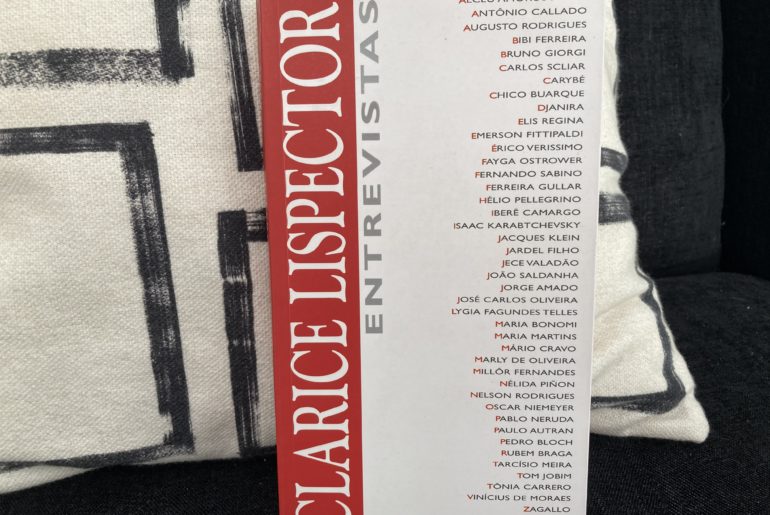 CLARICE LISPECTOR
ENTREVISTAS
ANTÔNIO CALLADO
AUGUSTO RODRIGUES
BIBI FERREIRA
BRUNO GIORGI
CARLOS SCLIAR
CARYBÉ
CHICO BUARQUE
DJANIRA
ELIS REGINA
EMERSON FITTIPALDI
ÉRICO VERISSIMO
FAYGA OSTROWER
FERNANDO SABINO
FERREIRA GULLAR
HÉLIO PELLEGRINO
IBERÊ CAMARGO
ISAAC KARABTCHEVSKY
JACQUES KLEIN
JARDEL FILHO
JECE VALADÃO
JOÃO SALDANHA
JORGE AMADO
JOSÉ CARLOS OLIVEIRA
LYGIA FAGUNDES TELLES
MARIA BONOMI
MARIA MARTINS
MÁRIO CRAVO
MARLY DE OLIVEIRA
MILLÔR FERNANDES
NÉLIDA PIÑON
NELSON RODRIGUES
OSCAR NIEMEYER
PABLO NERUDA
PAULO AUTRAN
PEDRO BLOCH
RUBEM BRAGA
TARCÍSIO MEIRA
TOM JOBIM
TÔNIA CARRERO
VINÍCIUS DE MORAES
ZAGALLO